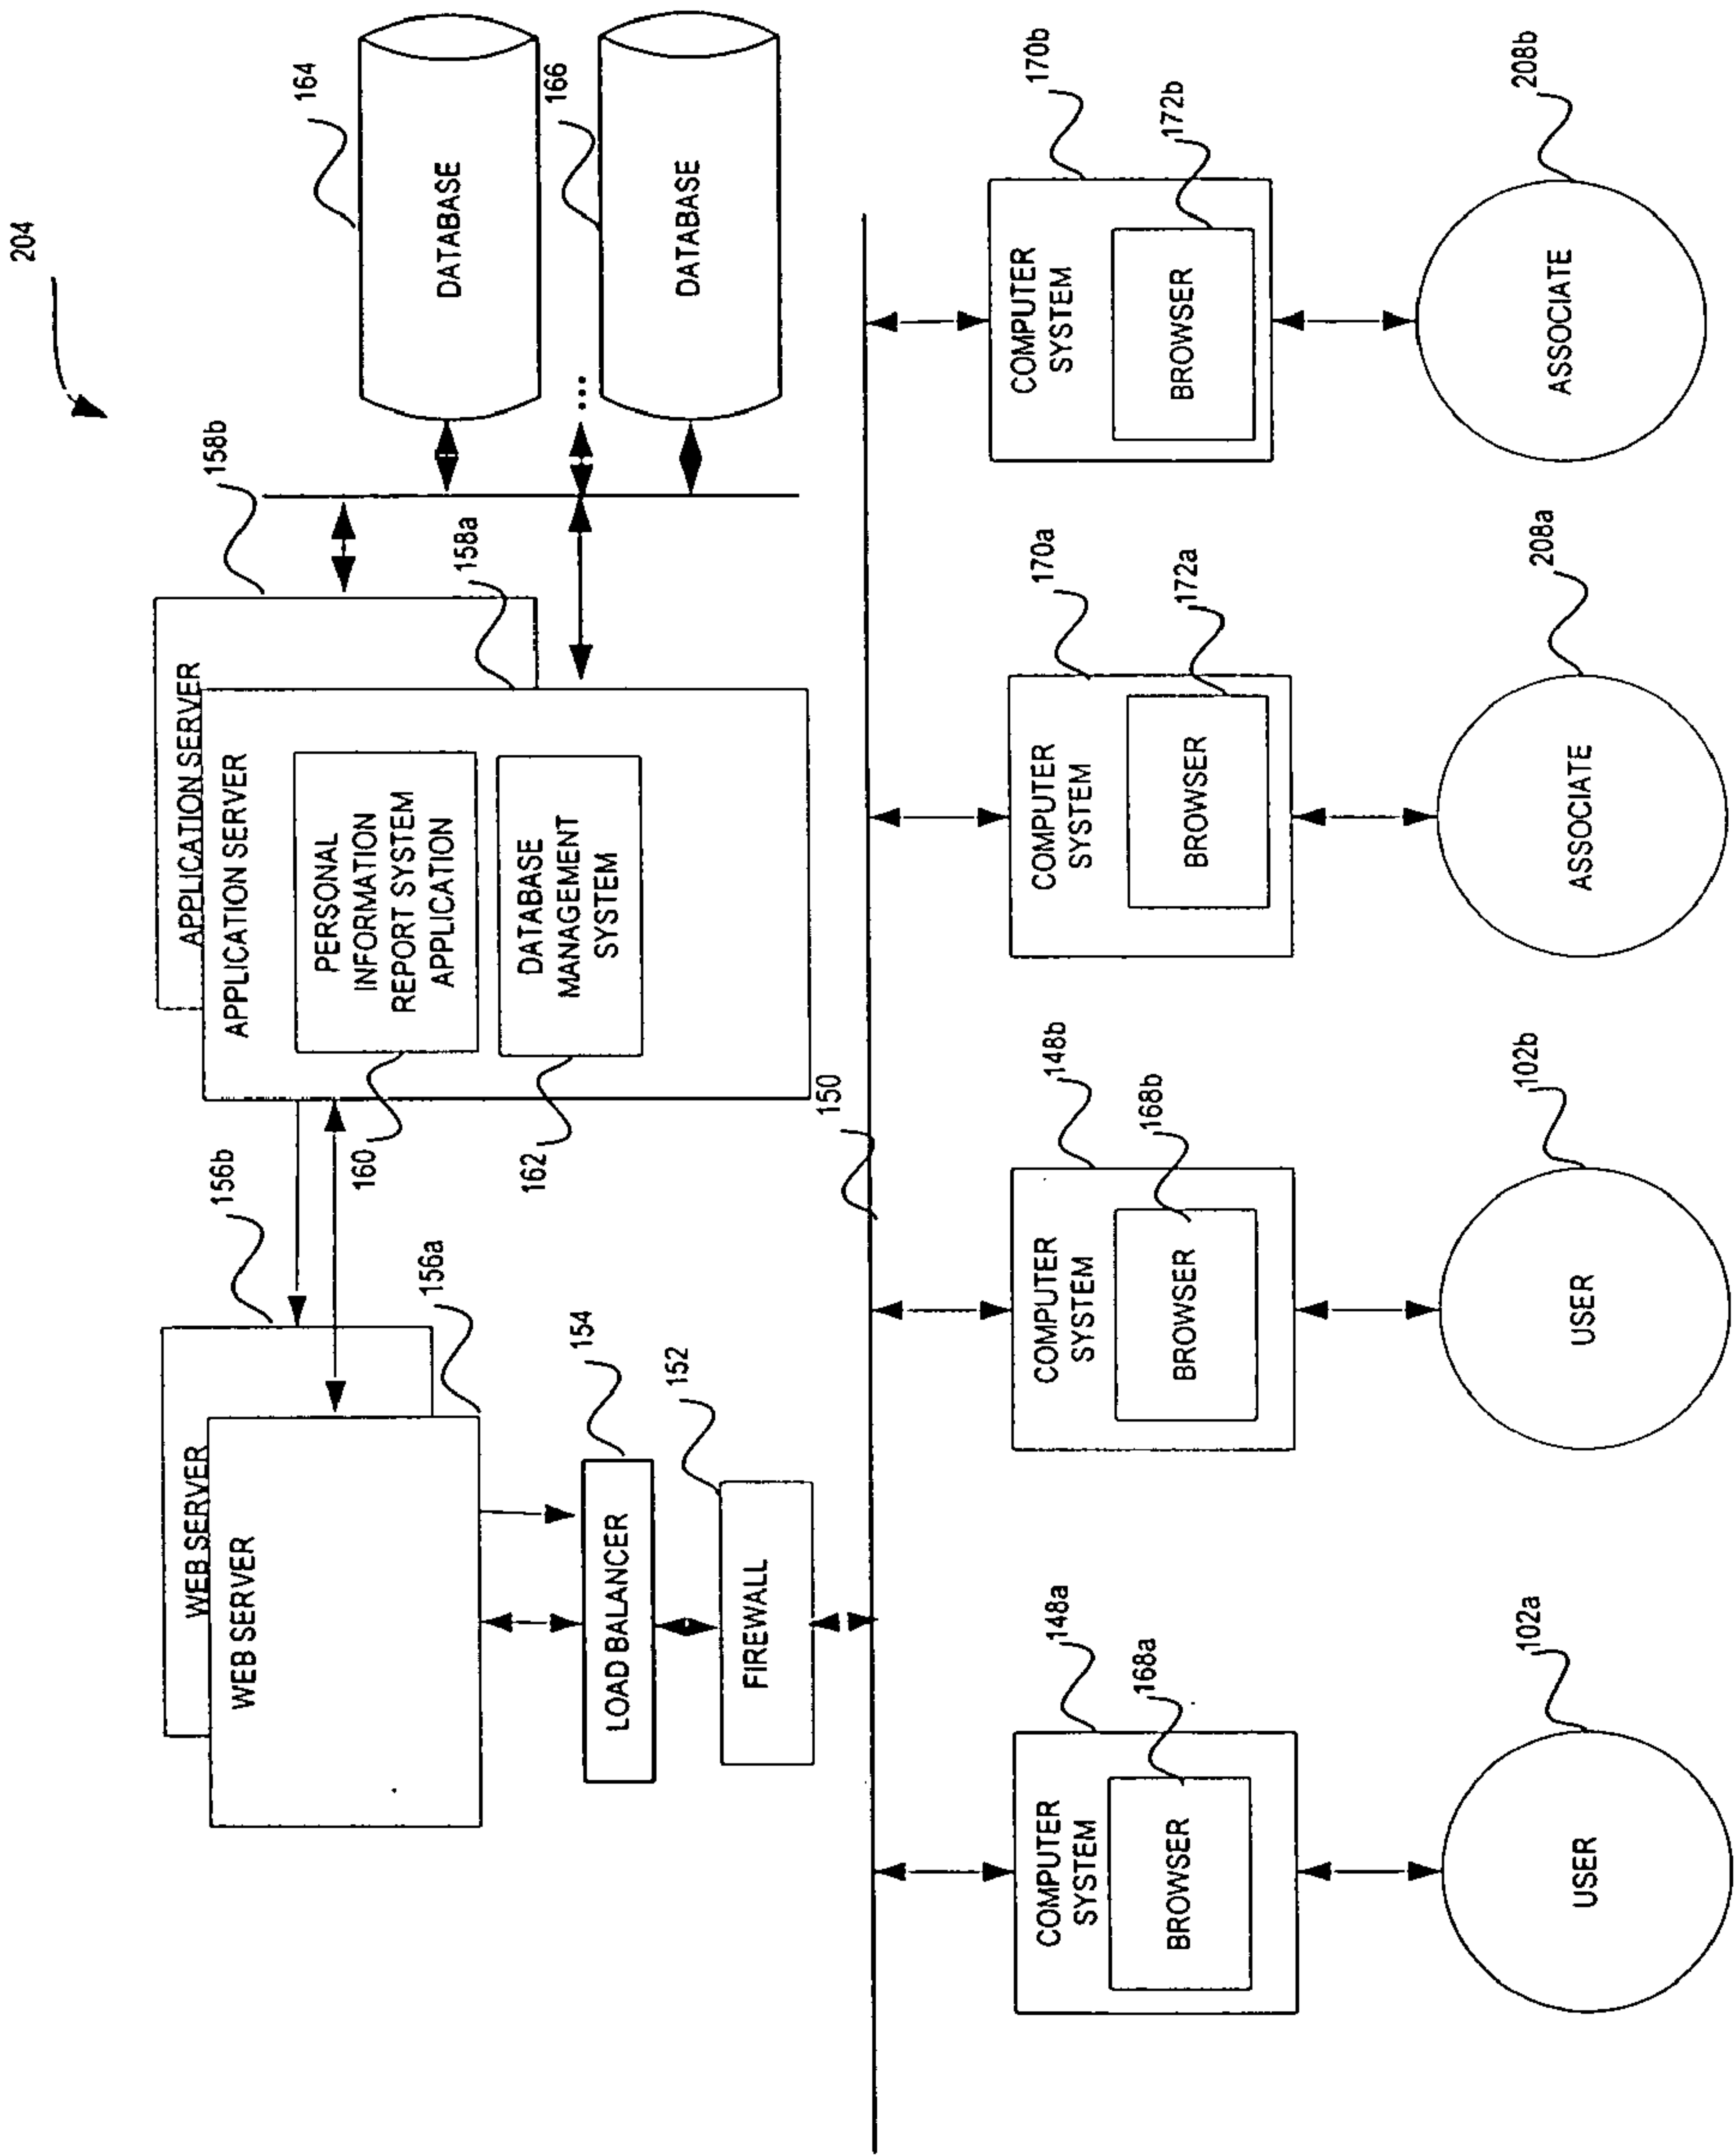 204
158b
164
APPLICATION SERVER
156b
APPLICATION SERVER
158a
PERSONAL
INFORMATION
REPORT SYSTEM
APPLICATION
DATABASE
MANAGEMENT
SYSTEM
160
162
DATABASE
...
166
DATABASE
WEB SERVER
WEB SERVER
156a
154
LOAD BALANCER
152
FIREWALL
150
148a
COMPUTER
SYSTEM
168a
BROWSER
148b
COMPUTER
SYSTEM
168b
BROWSER
170a
COMPUTER
SYSTEM
172a
BROWSER
170b
COMPUTER
SYSTEM
172b
BROWSER
102a
USER
102b
USER
208a
ASSOCIATE
208b
ASSOCIATE